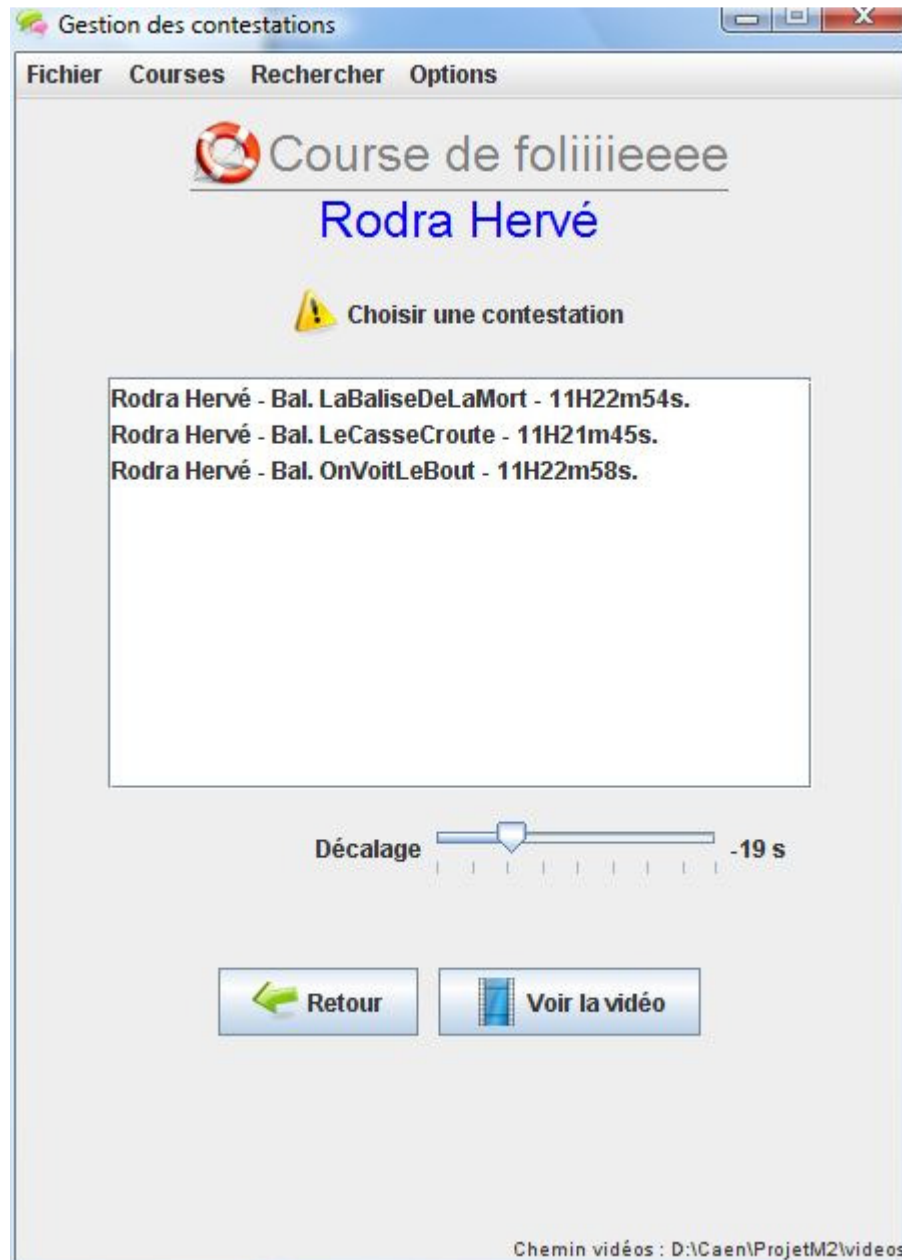 Gestion des contestations
Fichier Courses Rechercher Options
Course de foliiiieeee
Rodra Hervé
Choisir une contestation
Rodra Hervé - Bal. LaBaliseDeLaMort - 11H22m54s.
Rodra Hervé - Bal. LeCasseCroute - 11H21m45s.
Rodra Hervé - Bal. OnVoitLeBout - 11H22m58s.
Décalage -19 s
Retour Voir la vidéo
Chemin vidéos : D:\Caen\ProjetM2\videos